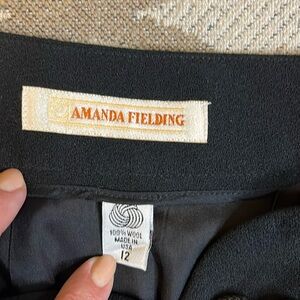 AMANDA FIELDING
100% WOOL
MADE IN
USA
12